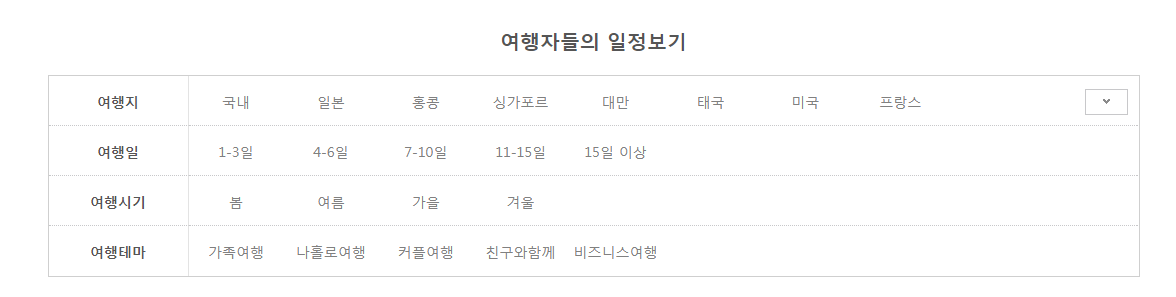 여행자들의 일정보기
여행지 국내 일본 홍콩 싱가포르 대만 태국 미국 프랑스
여행일 1-3일 4-6일 7-10일 11-15일 15일 이상
여행시기 봄 여름 가을 겨울
여행테마 가족여행 나홀로여행 커플여행 친구와함께 비즈니스여행